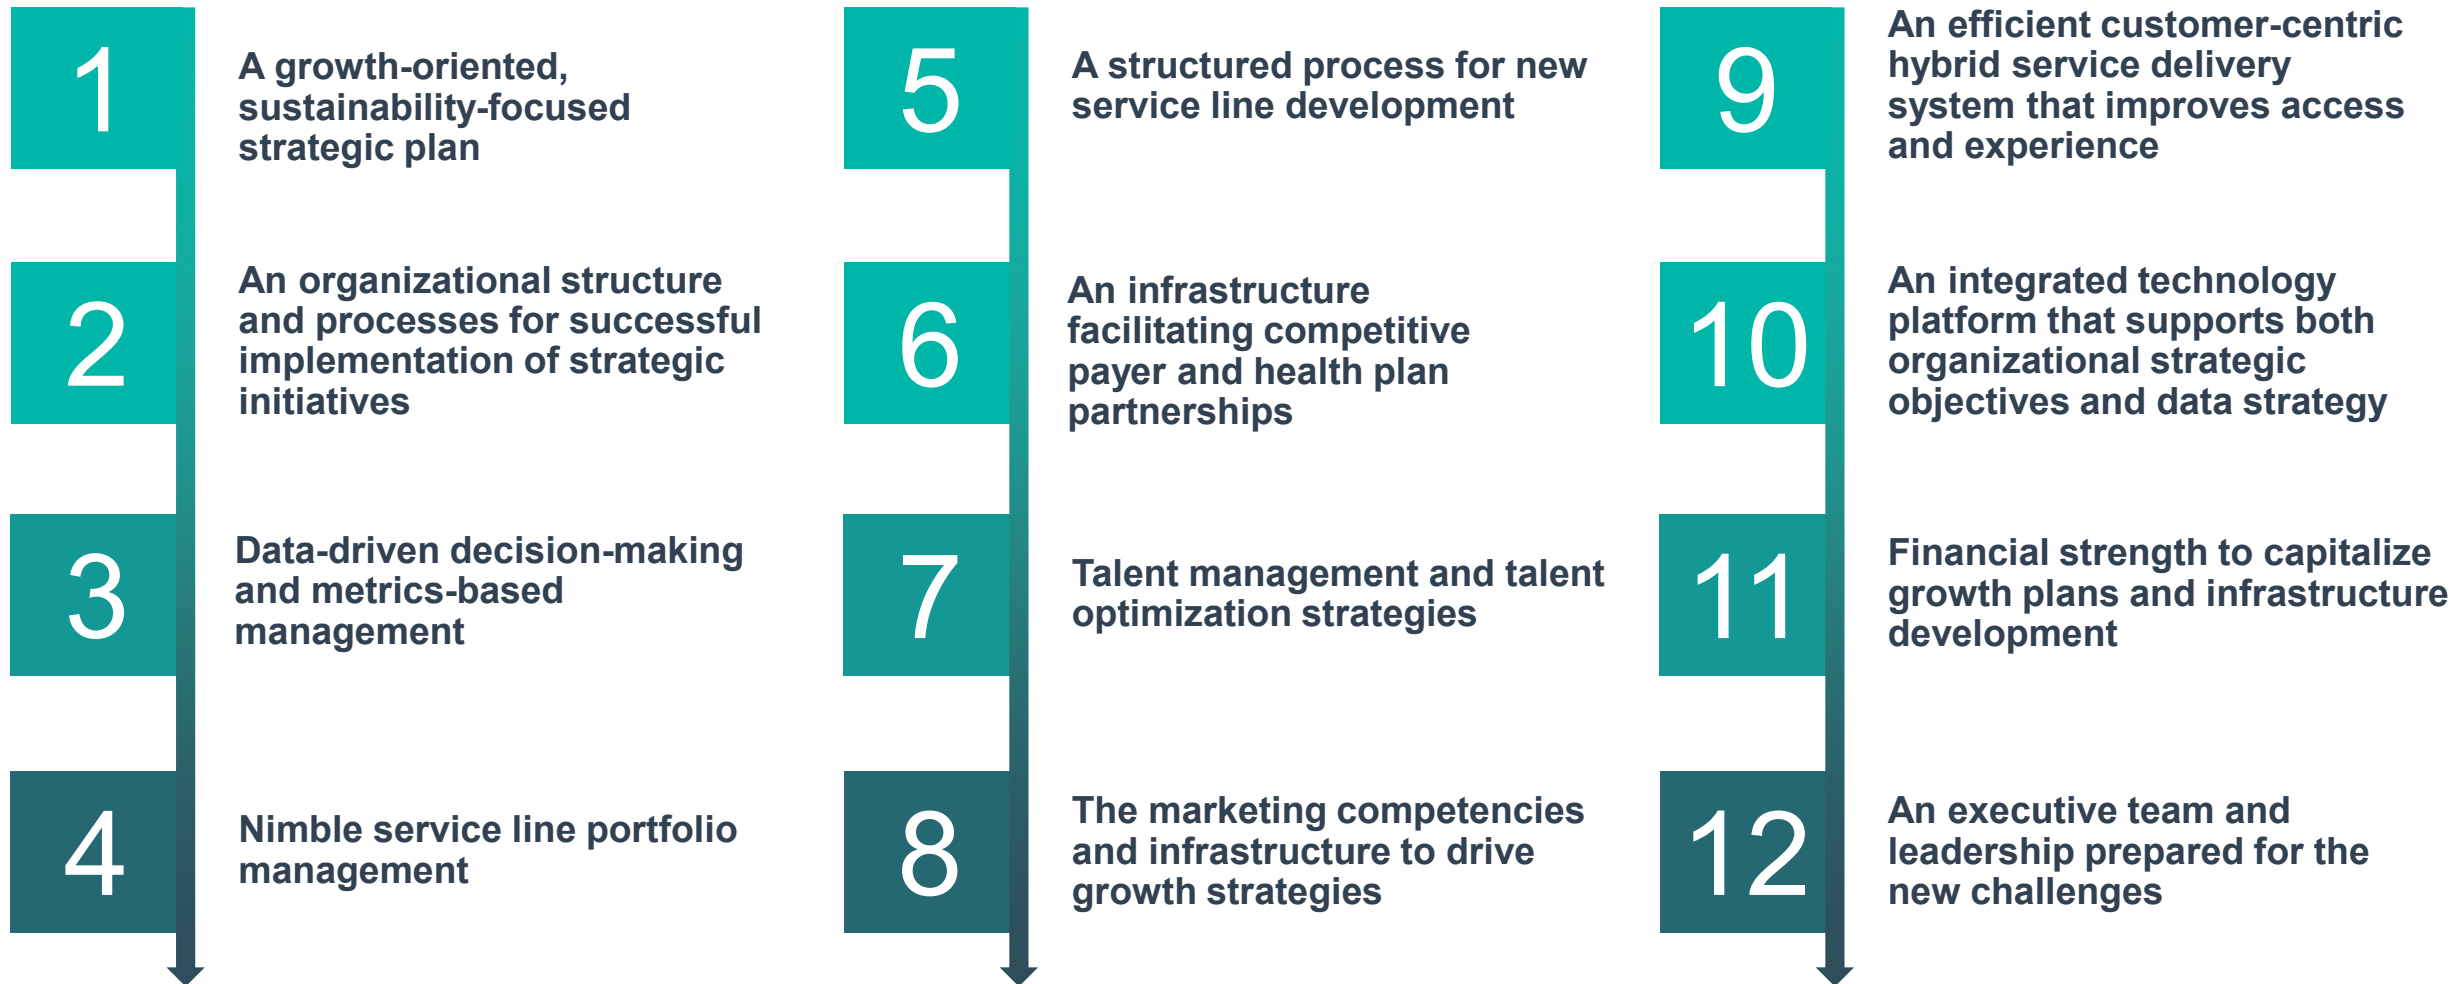 1
A growth-oriented,
sustainability-focused
strategic plan
2
An organizational structure
and processes for successful
implementation of strategic
initiatives
3
Data-driven decision-making
and metrics-based
management
4
Nimble service line portfolio
management
5
A structured process for new
service line development
6
An infrastructure
facilitating competitive
payer and health plan
partnerships
7
Talent management and talent
optimization strategies
8
The marketing competencies
and infrastructure to drive
growth strategies
9
An efficient customer-centric
hybrid service delivery
system that improves access
and experience
10
An integrated technology
platform that supports both
organizational strategic
objectives and data strategy
11
Financial strength to capitalize
growth plans and infrastructure
development
12
An executive team and
leadership prepared for the
new challenges